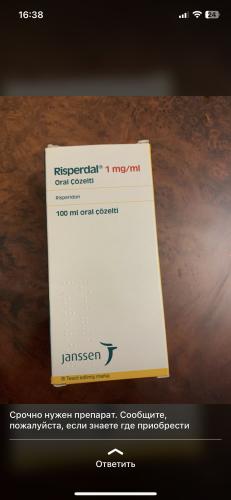 16:38
24
Risperdal® 1 mg/ml
Oral Çözelti
Risperidon
100 ml oral çözelti
janssen
Срочно нужен препарат. Сообщите,
пожалуйста, если знаете где приобрести
Ответить